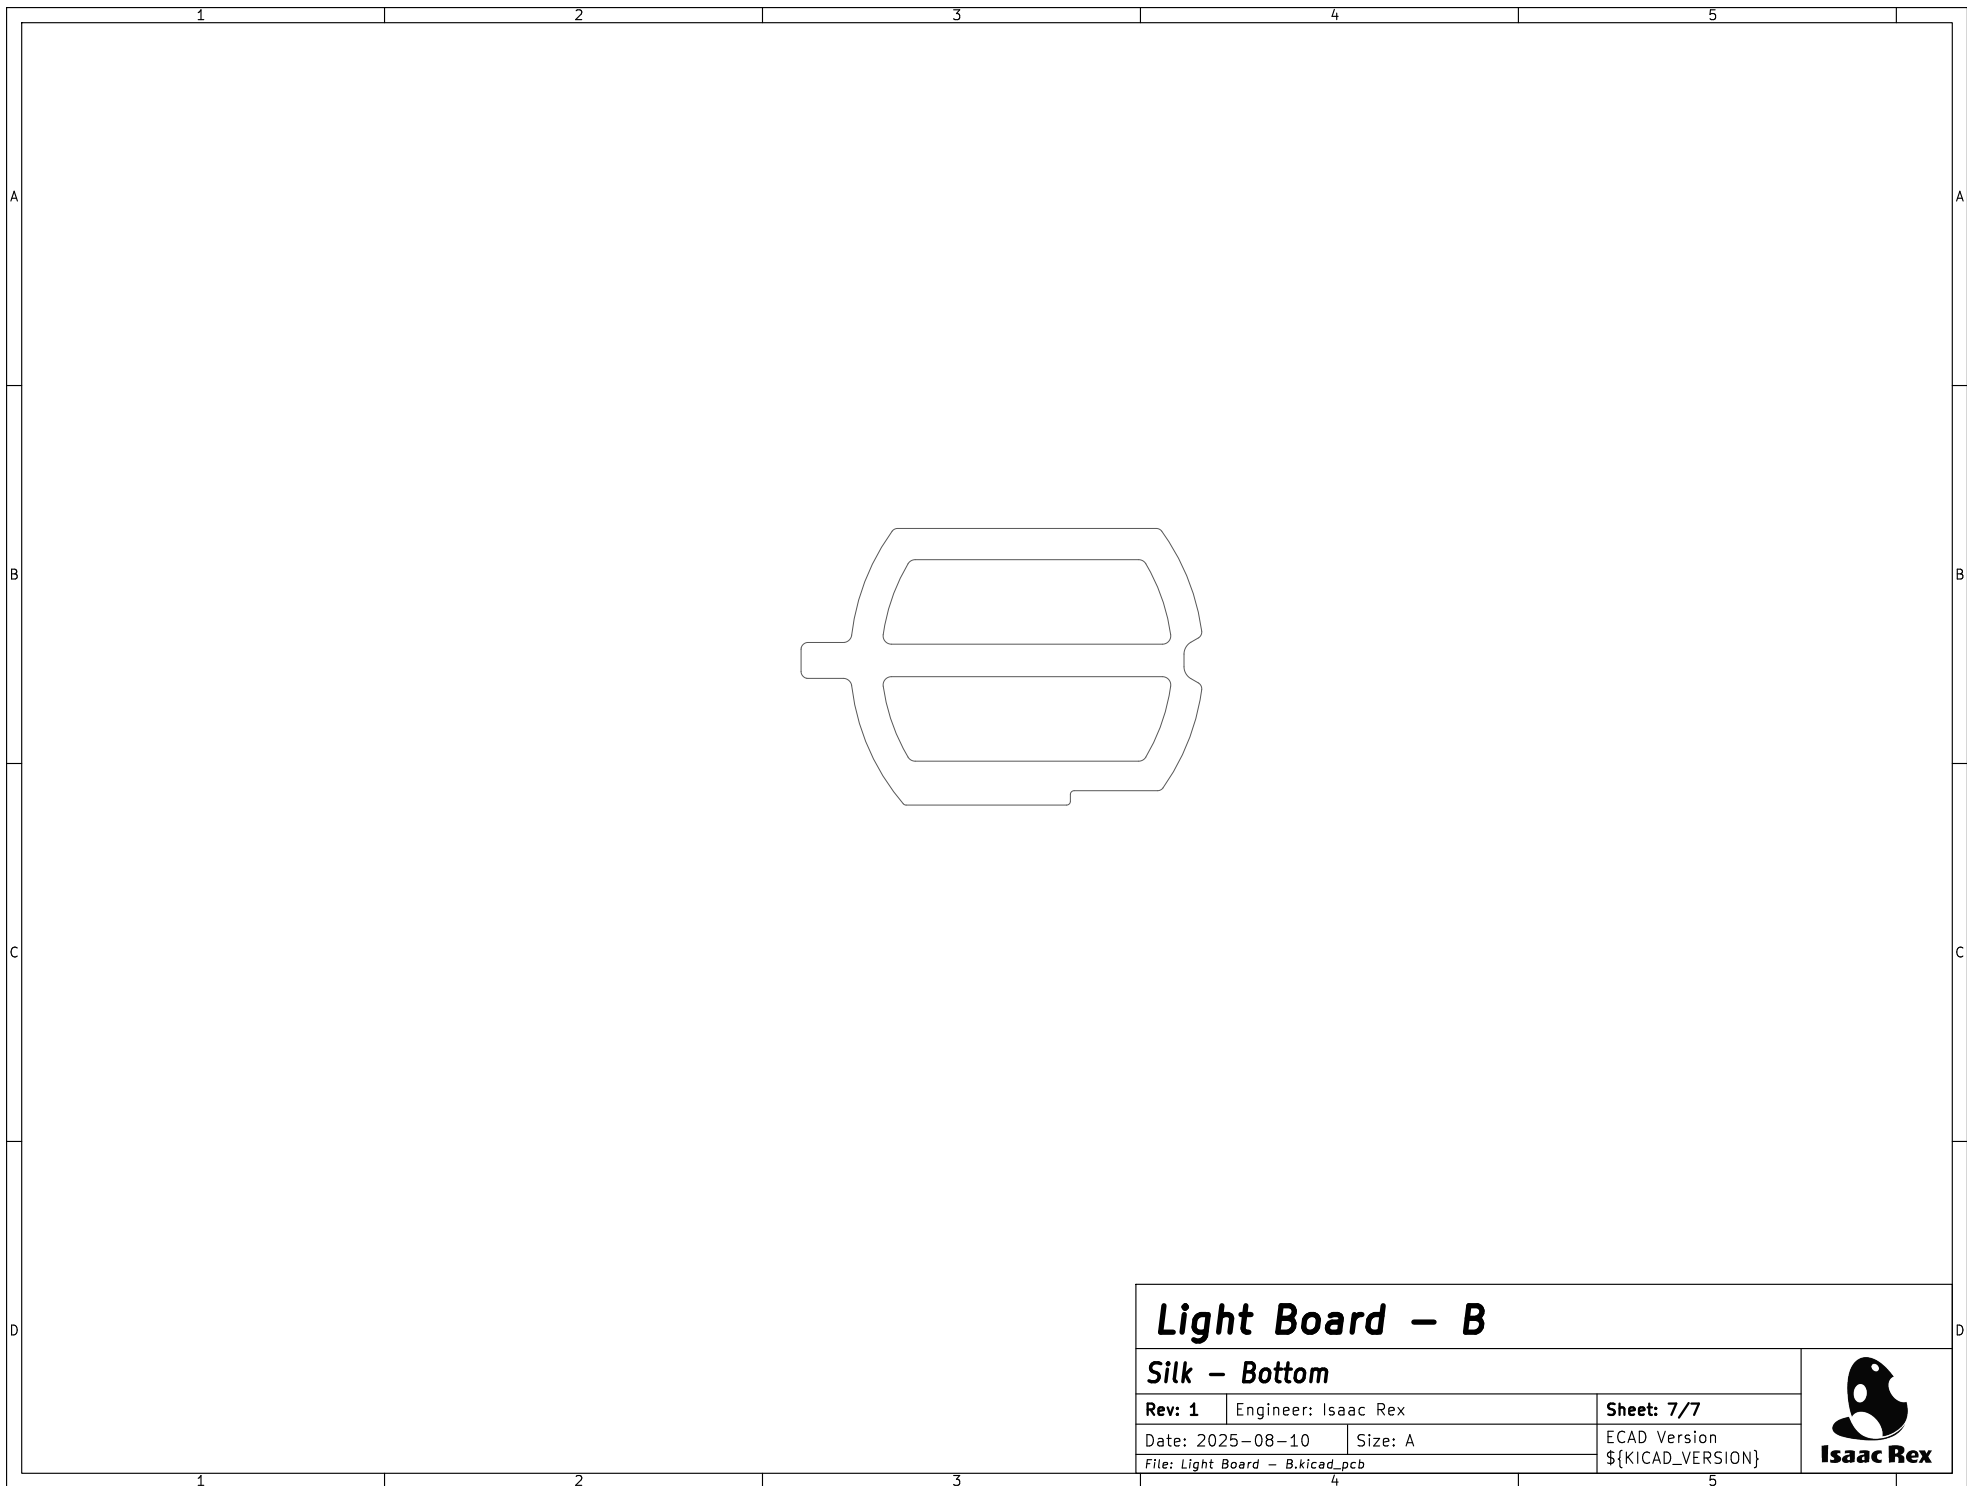 1 2 3 4 5
A A
B B
C C
D D
Light Board - B
Silk - Bottom
Rev: 1 Engineer: Isaac Rex Sheet: 7/7
Date: 2025-08-10 Size: A ECAD Version
${KICAD_VERSION}
File: Light Board - B.kicad_pcb
Isaac Rex
1 2 3 4 5